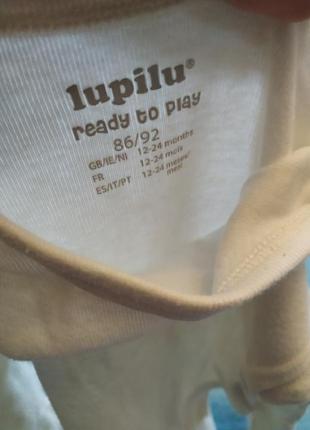 lupilu®
ready to play
86/92
GB/IE/NI 12-24 months
FR 12-24 mois
ES/IT/PT 12-24 meses/
mesi